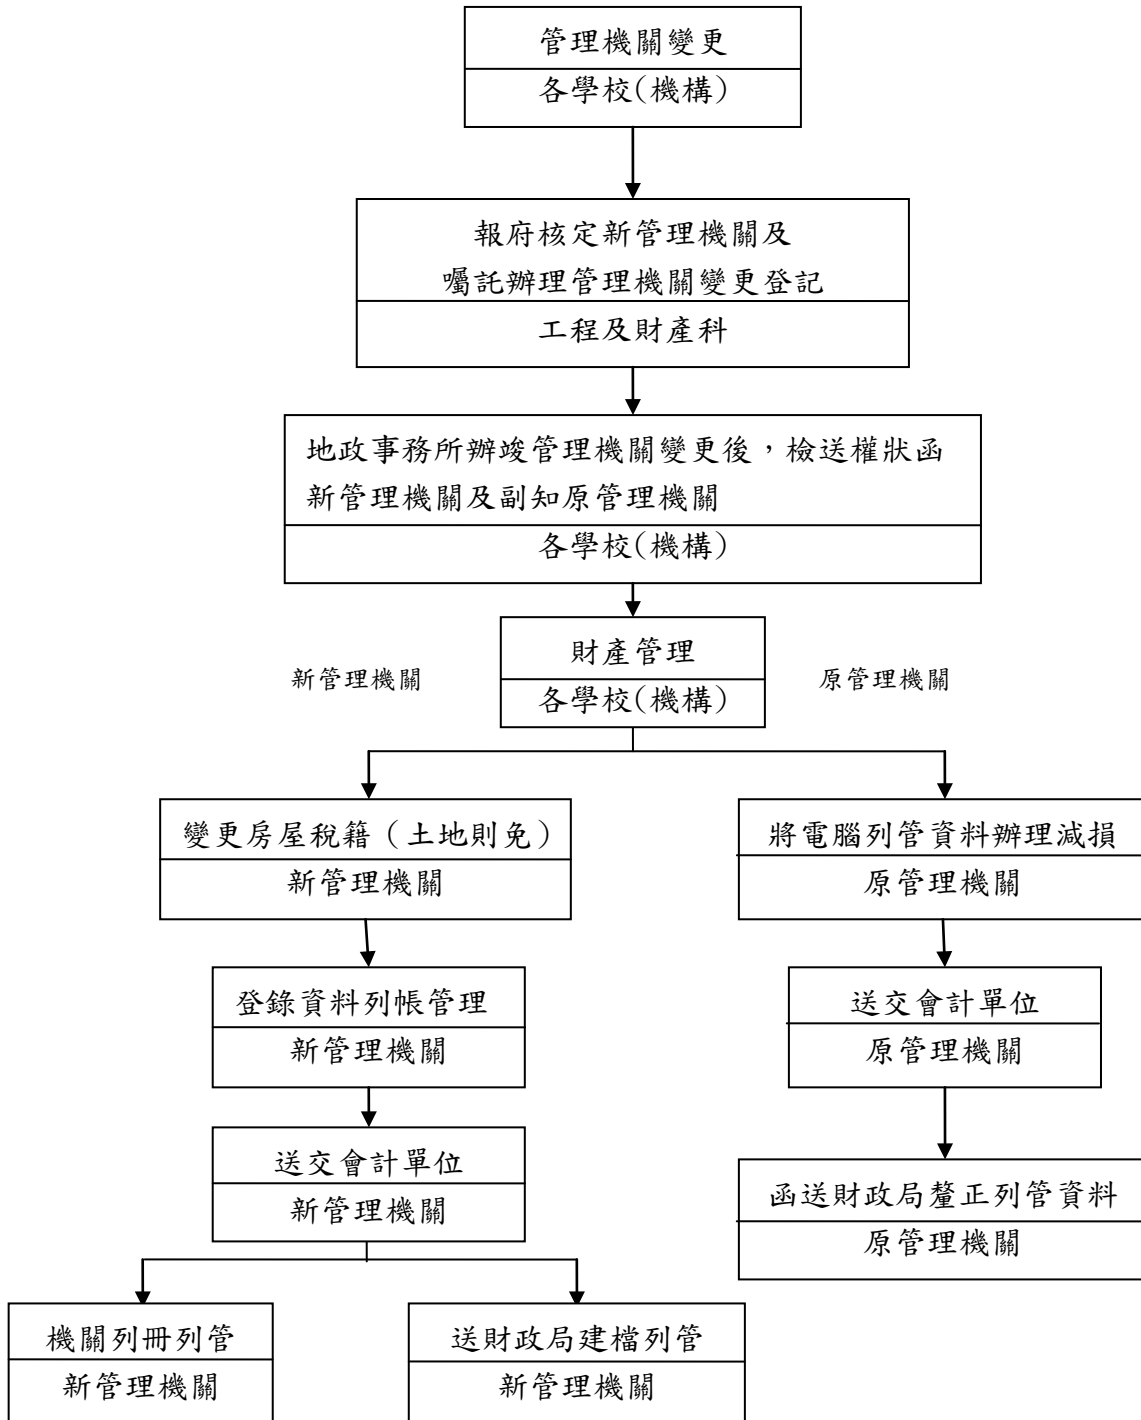 管理機關變更
各學校(機構)
報府核定新管理機關及
囑託辦理管理機關變更登記
工程及財產科
地政事務所辦竣管理機關變更後，檢送權狀函
新管理機關及副知原管理機關
各學校(機構)
財產管理
各學校(機構)
新管理機關
原管理機關
變更房屋稅籍（土地則免）
新管理機關
登錄資料列帳管理
新管理機關
送交會計單位
新管理機關
機關列冊列管
新管理機關
送財政局建檔列管
新管理機關
將電腦列管資料辦理減損
原管理機關
送交會計單位
原管理機關
函送財政局釐正列管資料
原管理機關